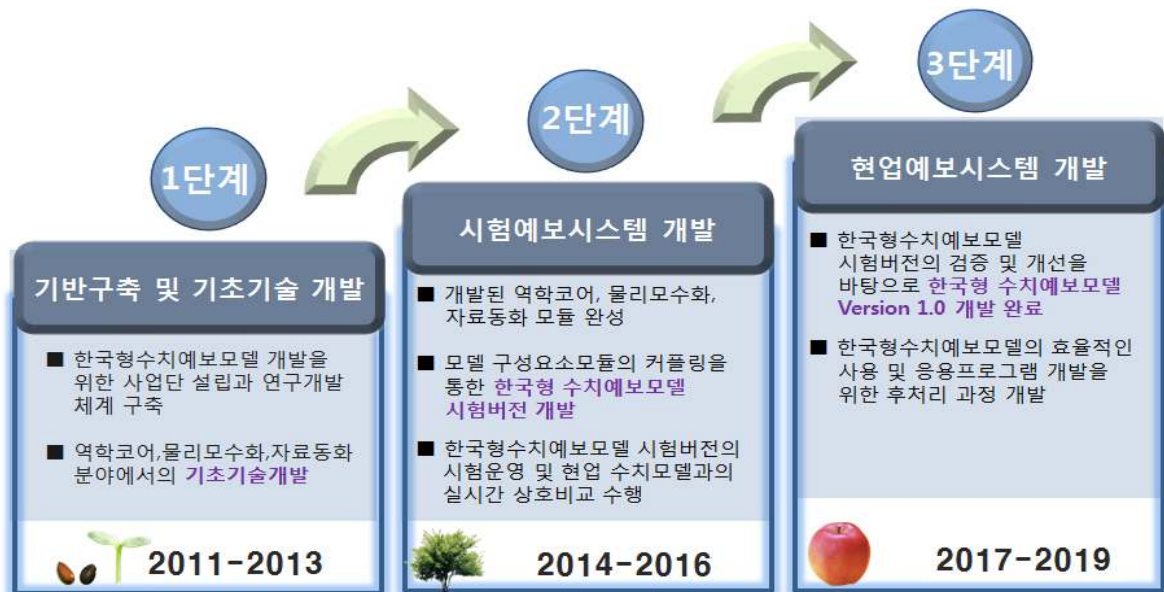 1단계
기반구축 및 기초기술 개발
■ 한국형수치예보모델 개발을
위한 사업단 설립과 연구개발
체계 구축
■ 역학코어,물리모수화,자료동화
분야에서의 기초기술개발
2011-2013
2단계
시험예보시스템 개발
■ 개발된 역학코어, 물리모수화,
자료동화 모듈 완성
■ 모델 구성요소모듈의 커플링을
통한 한국형 수치예보모델
시험버전 개발
■ 한국형수치예보모델 시험버전의
시험운영 및 현업 수치모델과의
실시간 상호비교 수행
2014-2016
3단계
현업예보시스템 개발
■ 한국형수치예보모델
시험버전의 검증 및 개선을
바탕으로 한국형 수치예보모델
Version 1.0 개발 완료
■ 한국형수치예보모델의 효율적인
사용 및 응용프로그램 개발을
위한 후처리 과정 개발
2017-2019